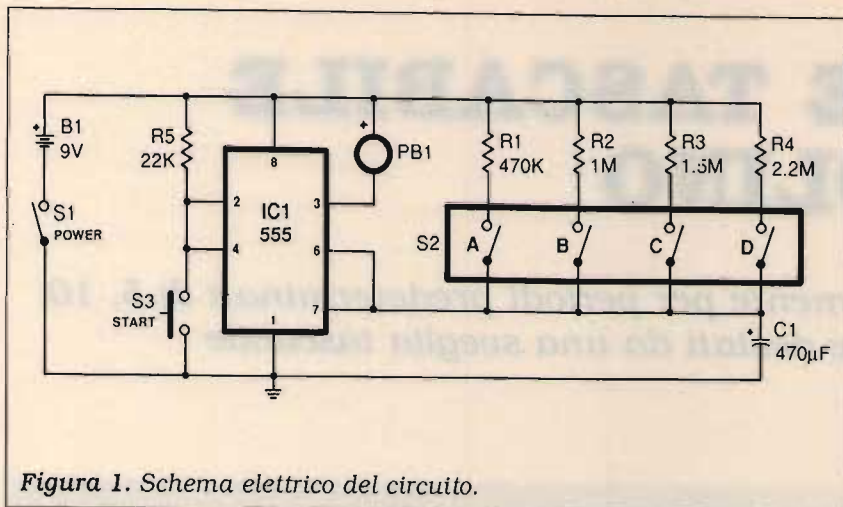 B1
9V
S1
POWER
R5
22K
S3
START
2
4
8
IC1
555
1
3
6
7
PB1
R1
470K
R2
1M
R3
1.5M
R4
2.2M
S2
A
B
C
D
C1
470µF
Figura 1. Schema elettrico del circuito.